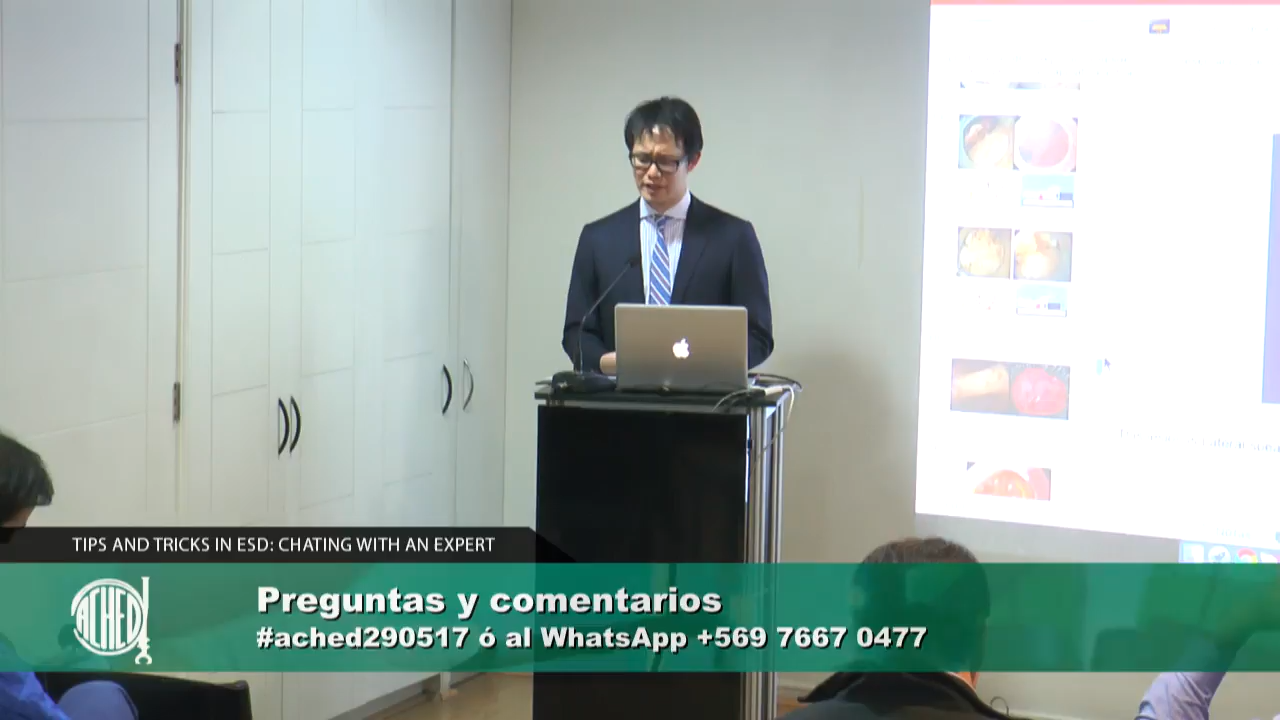 TIPS AND TRICKS IN ESD: CHATING WITH AN EXPERT
ACHED
Preguntas y comentarios
#ached290517 ó al WhatsApp +569 7667 0477